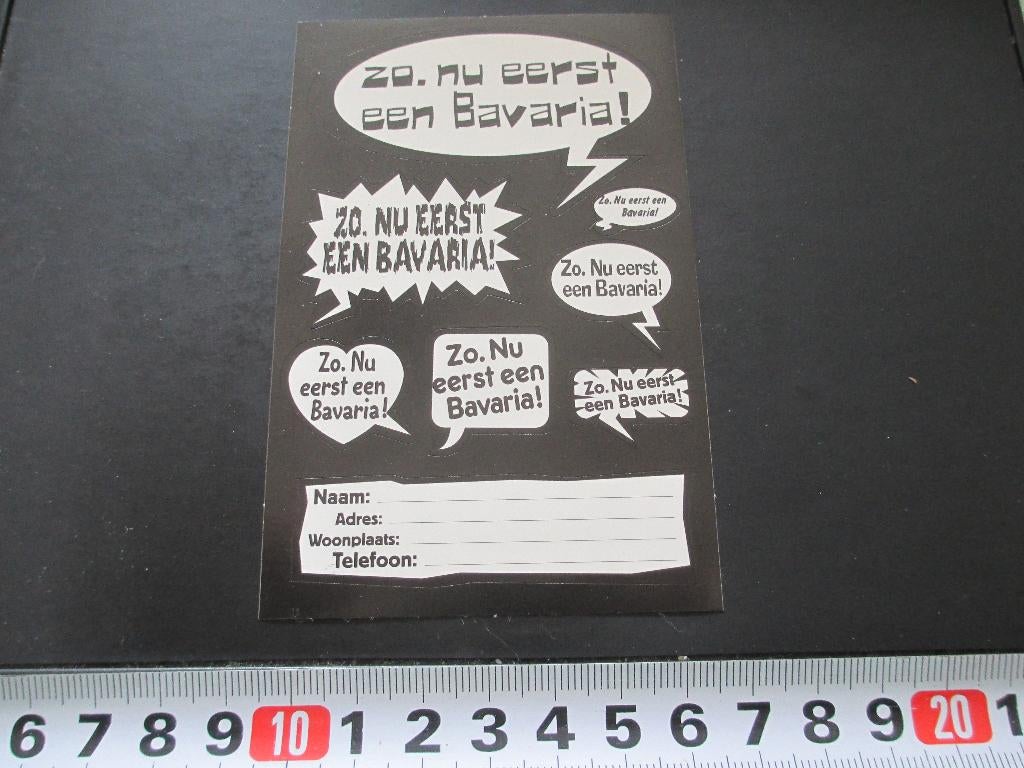 zo. nu eerst
een Bavaria!
ZO. NU EERST
EEN BAVARIA!
Zo. Nu eerst een
Bavaria!
Zo. Nu eerst
een Bavaria!
Zo. Nu
eerst een
Bavaria!
Zo. Nu
eerst een
Bavaria!
Zo. Nu eerst
een Bavaria!
Naam:
Adres:
Woonplaats:
Telefoon:
6 7 8 9 10 1 2 3 4 5 6 7 8 9 20 1